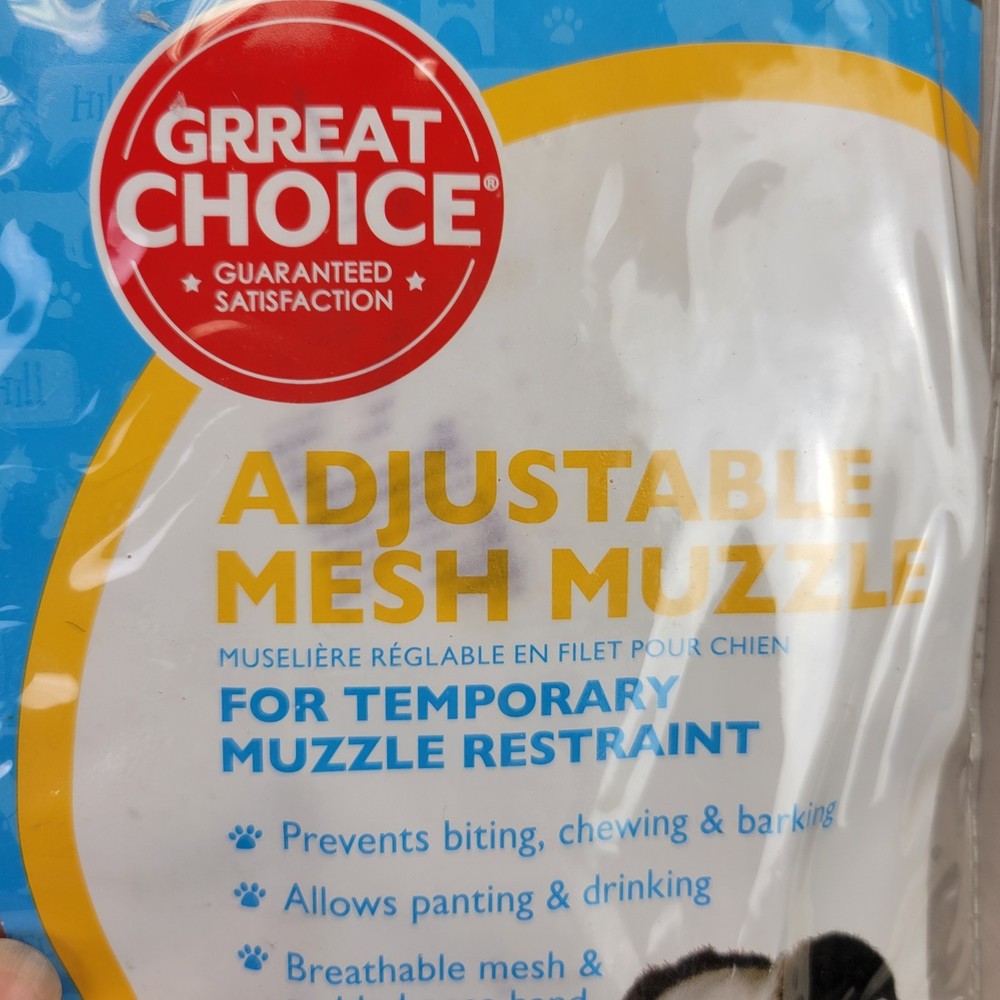 GRREAT
CHOICE®
GUARANTEED
SATISFACTION
ADJUSTABLE
MESH MUZZLE
MUSELIÈRE RÉGLABLE EN FILET POUR CHIEN
FOR TEMPORARY
MUZZLE RESTRAINT
Prevents biting, chewing & barking
Allows panting & drinking
Breathable mesh &